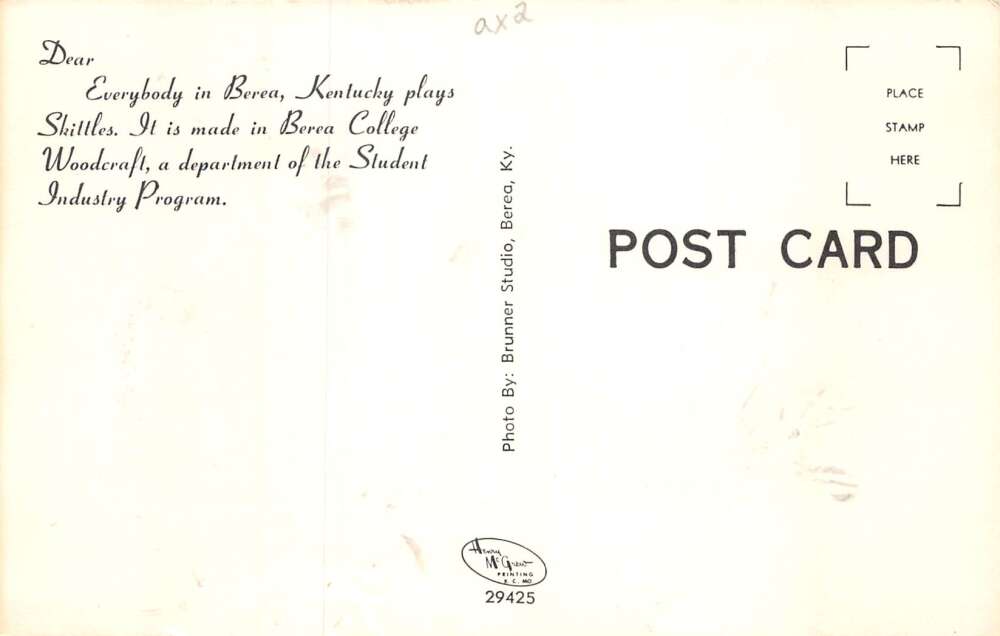 ax2
Dear
Everybody in Berea, Kentucky plays
Skittles. It is made in Berea College
Woodcraft, a department of the Student
Industry Program.
Photo By: Brunner Studio, Berea, Ky.
PLACE
STAMP
HERE
POST CARD
Henry
McGrew
PRINTING
K. C. MO
29425